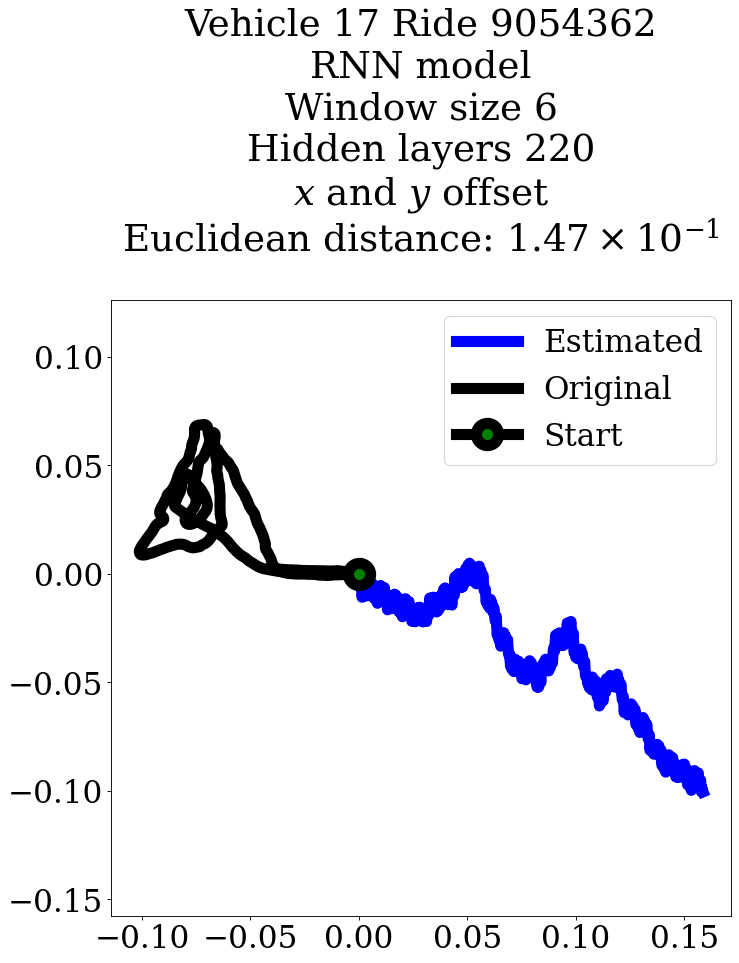 Vehicle 17 Ride 9054362
RNN model
Window size 6
Hidden layers 220
x and y offset
Euclidean distance: 1.47 × 10⁻¹
Estimated
Original
Start
0.10
0.05
0.00
−0.05
−0.10
−0.15
−0.10 −0.05 0.00 0.05 0.10 0.15